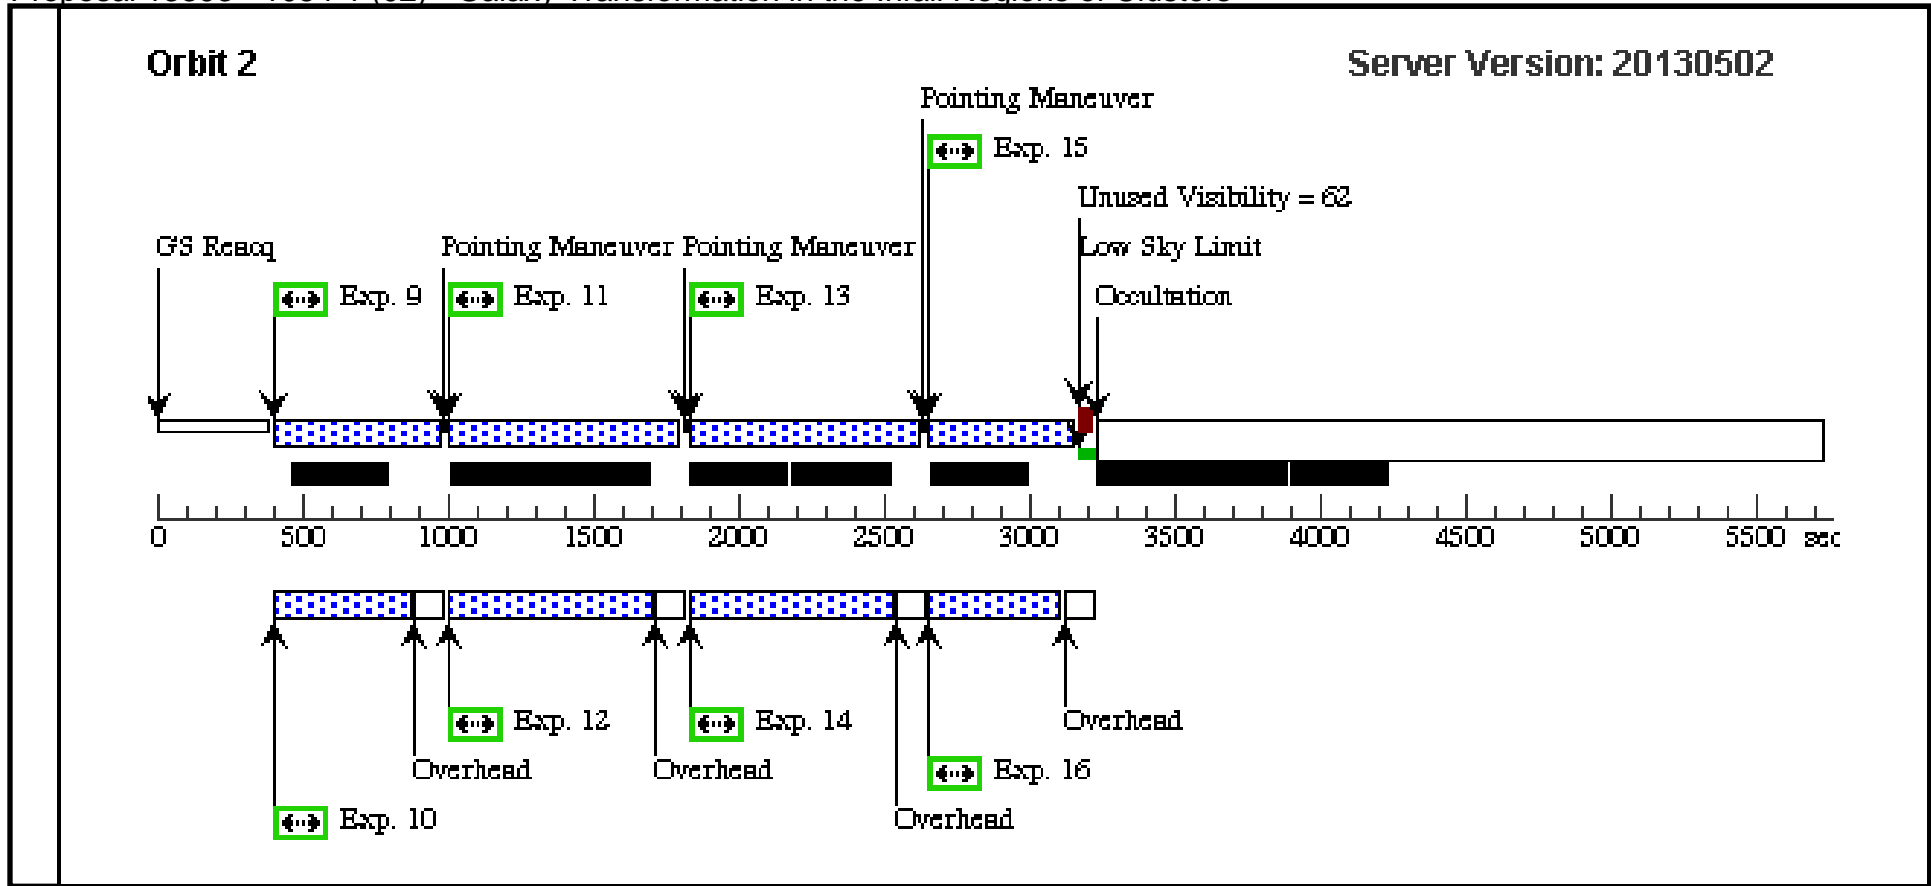 Orbit 2
Server Version: 20130502
Pointing Maneuver
Exp. 15
Unused Visibility = 62
GS Reacq
Pointing Maneuver
Pointing Maneuver
Low Sky Limit
Exp. 9
Exp. 11
Exp. 13
Occultation
0 500 1000 1500 2000 2500 3000 3500 4000 4500 5000 5500 sec
Exp. 12
Exp. 14
Overhead
Overhead
Overhead
Exp. 16
Exp. 10
Overhead